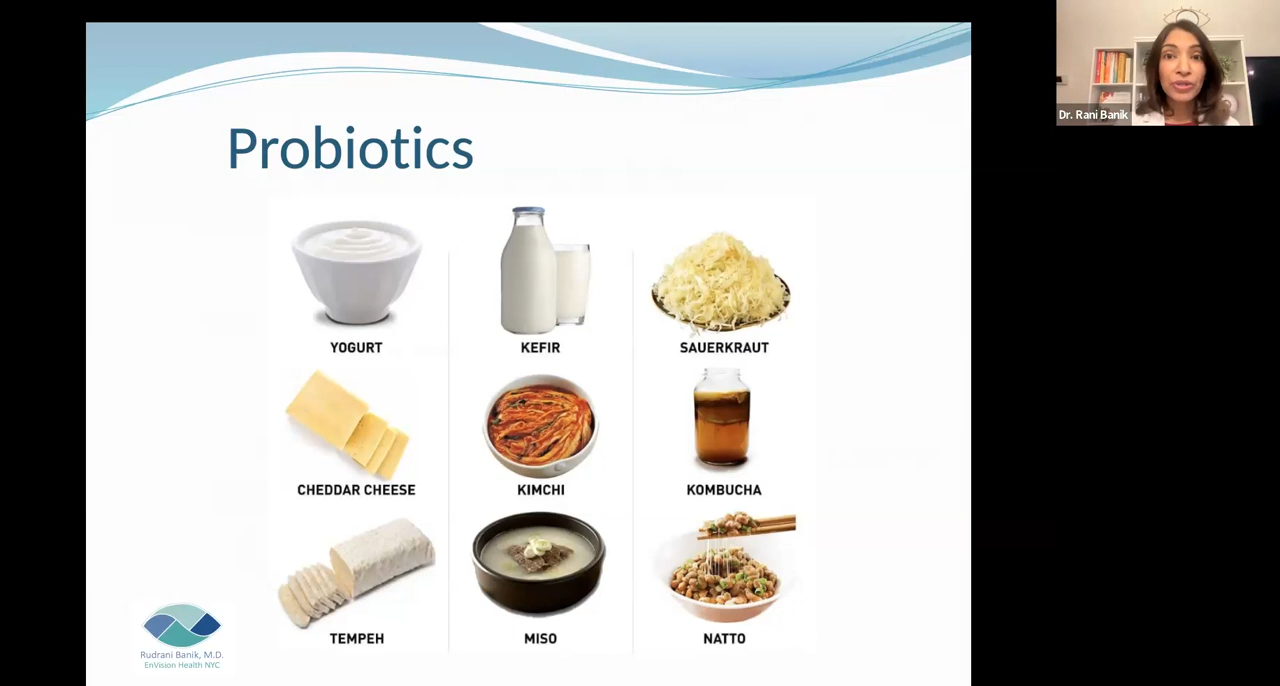 Probiotics
YOGURT
KEFIR
SAUERKRAUT
CHEDDAR CHEESE
KIMCHI
KOMBUCHA
TEMPEH
MISO
NATTO
Rudrani Banik, M.D.
EnVision Health NYC
Dr. Rani Banik